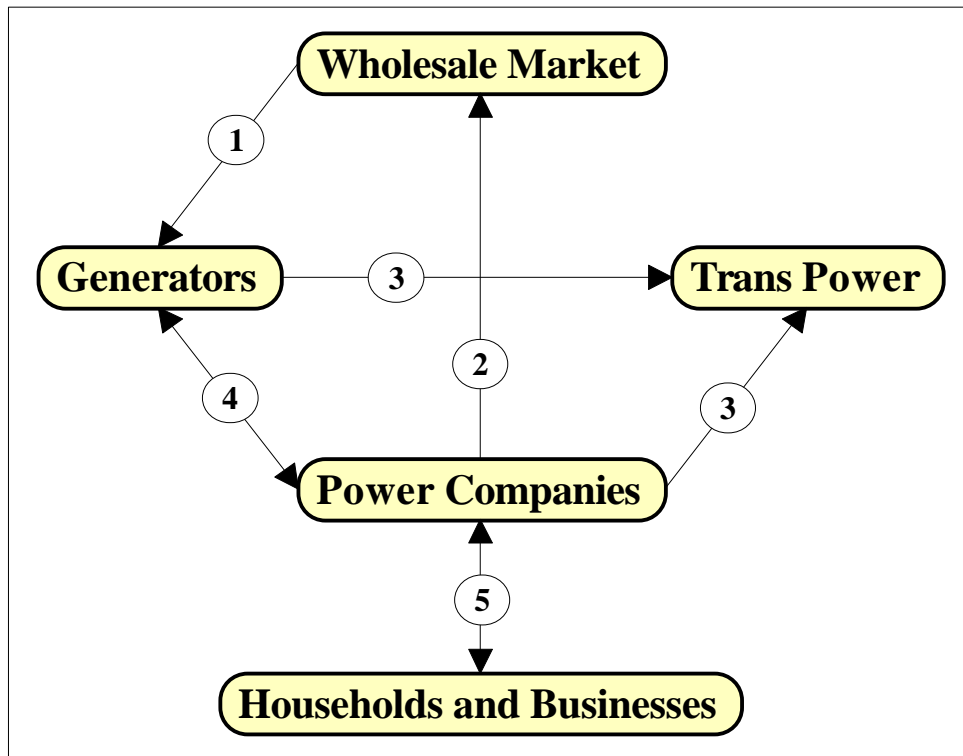 Wholesale Market
1
Generators
3
Trans Power
2
4
3
Power Companies
5
Households and Businesses